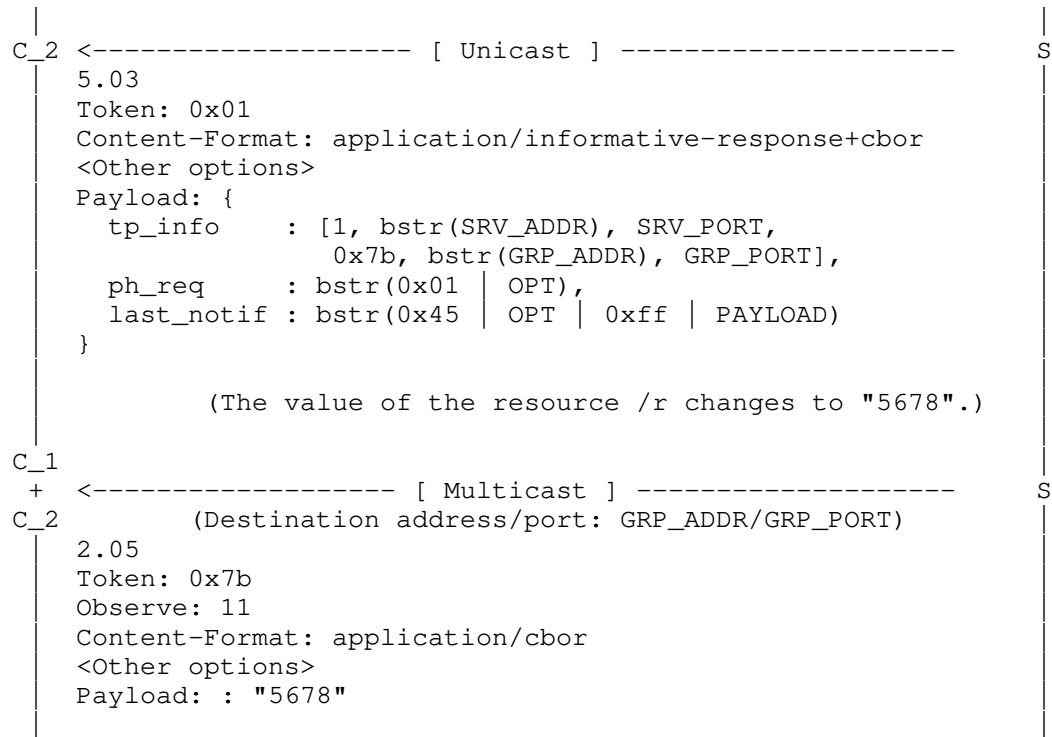 C_2 <--------------------- [ Unicast ] --------------------- S
5.03
Token: 0x01
Content-Format: application/informative-response+cbor
<Other options>
Payload: {
tp_info : [1, bstr(SRV_ADDR), SRV_PORT,
0x7b, bstr(GRP_ADDR), GRP_PORT],
ph_req : bstr(0x01 | OPT),
last_notif : bstr(0x45 | OPT | 0xff | PAYLOAD)
}
(The value of the resource /r changes to "5678".)
C_1
+ <------------------- [ Multicast ] -------------------- S
C_2 (Destination address/port: GRP_ADDR/GRP_PORT)
2.05
Token: 0x7b
Observe: 11
Content-Format: application/cbor
<Other options>
Payload: : "5678"